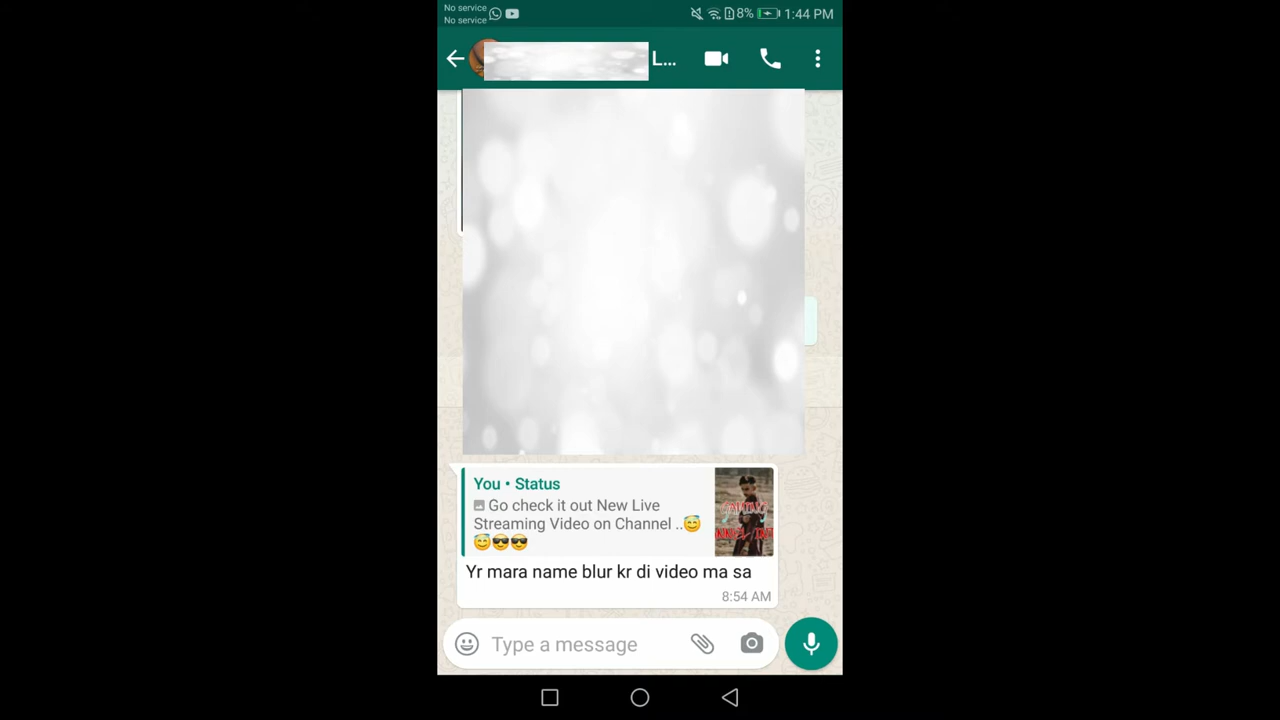 No service
No service
8%
1:44 PM
L...
You • Status
Go check it out New Live
Streaming Video on Channel ..😇
😇😎😎
Yr mara name blur kr di video ma sa
8:54 AM
Type a message